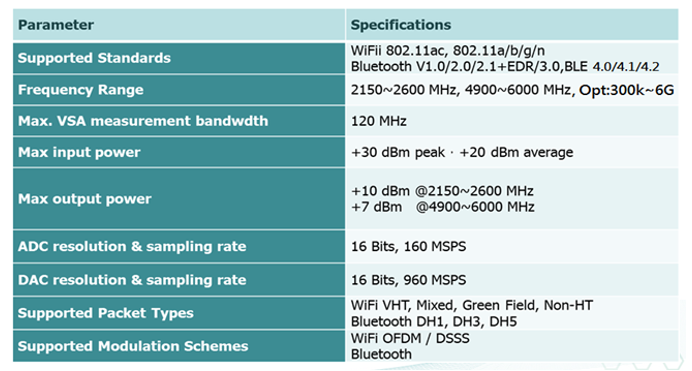 Parameter Specifications
Supported Standards WiFii 802.11ac, 802.11a/b/g/n
Bluetooth V1.0/2.0/2.1+EDR/3.0,BLE 4.0/4.1/4.2
Frequency Range 2150~2600 MHz, 4900~6000 MHz, Opt:300k~6G
Max. VSA measurement bandwdth 120 MHz
Max input power +30 dBm peak · +20 dBm average
Max output power +10 dBm @2150~2600 MHz
+7 dBm @4900~6000 MHz
ADC resolution & sampling rate 16 Bits, 160 MSPS
DAC resolution & sampling rate 16 Bits, 960 MSPS
Supported Packet Types WiFi VHT, Mixed, Green Field, Non-HT
Bluetooth DH1, DH3, DH5
Supported Modulation Schemes WiFi OFDM / DSSS
Bluetooth